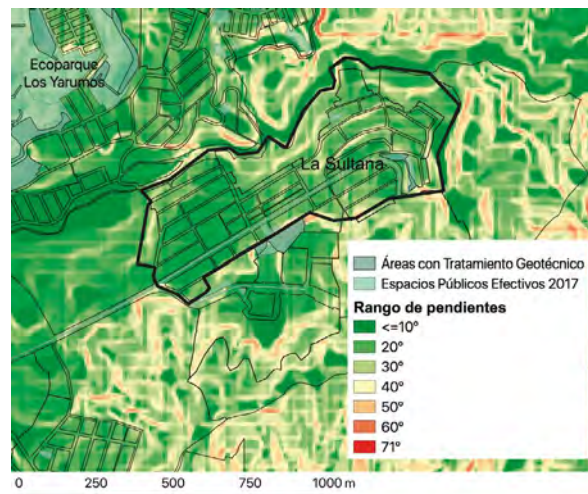 Ecoparque
Los Yarumos
La Sultana
Áreas con Tratamiento Geotécnico
Espacios Públicos Efectivos 2017
Rango de pendientes
<=10°
20°
30°
40°
50°
60°
71°
0 250 500 750 1000 m